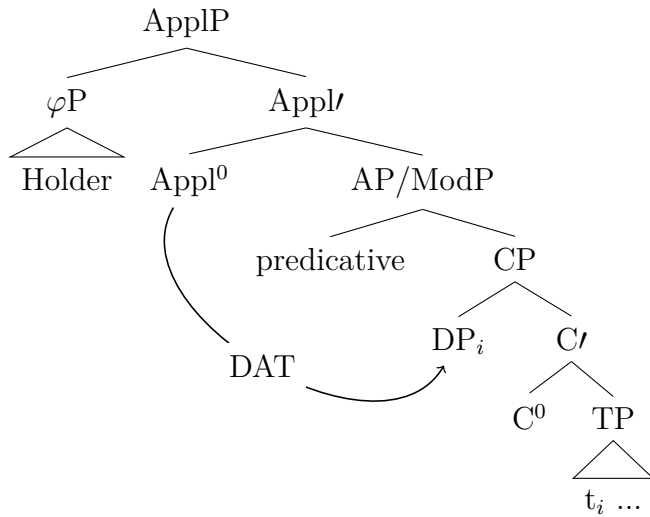 ApplP
φP Appl′
Holder Appl⁰ AP/ModP
predicative CP
DPᵢ C′
DAT
C⁰ TP
tᵢ ...